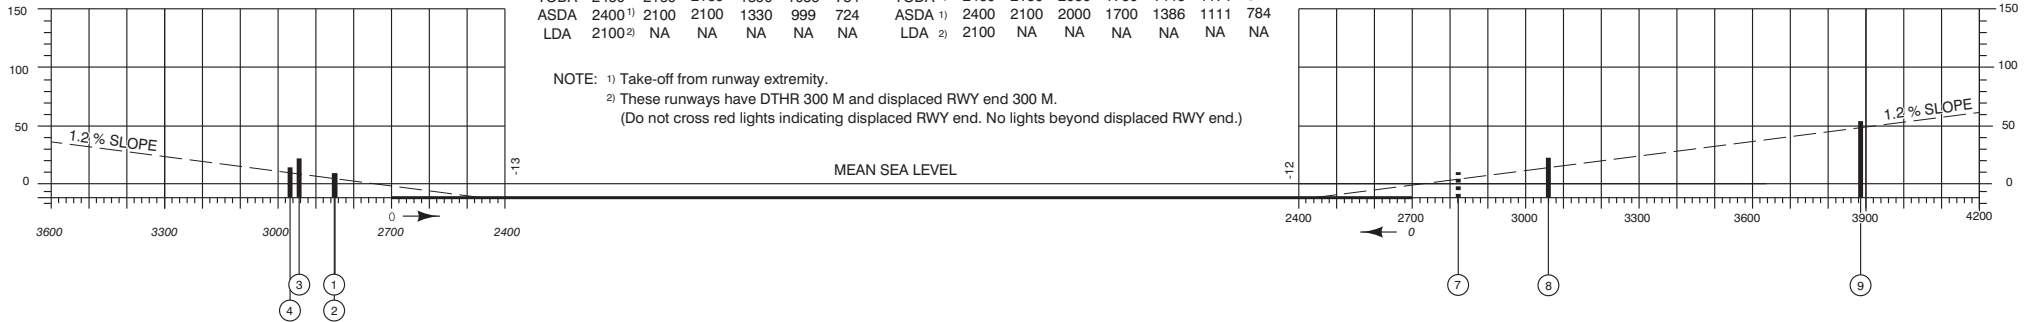 150
150
ASDA 2400 1) 2100 2100 1330 999 724
ASDA 1) 2400 2100 2000 1700 1386 1111 784
LDA 2100 2) NA NA NA NA NA
LDA 2) 2100 NA NA NA NA NA NA
100
100
NOTE: 1) Take-off from runway extremity.
2) These runways have DTHR 300 M and displaced RWY end 300 M.
(Do not cross red lights indicating displaced RWY end. No lights beyond displaced RWY end.)
50
50
1.2 % SLOPE
1.2 % SLOPE
-13
MEAN SEA LEVEL
-12
0
0
0
3600 3300 3000 2700 2400
2400 2700 3000 3300 3600 3900 4200
0
3
1
7
8
9
4
2